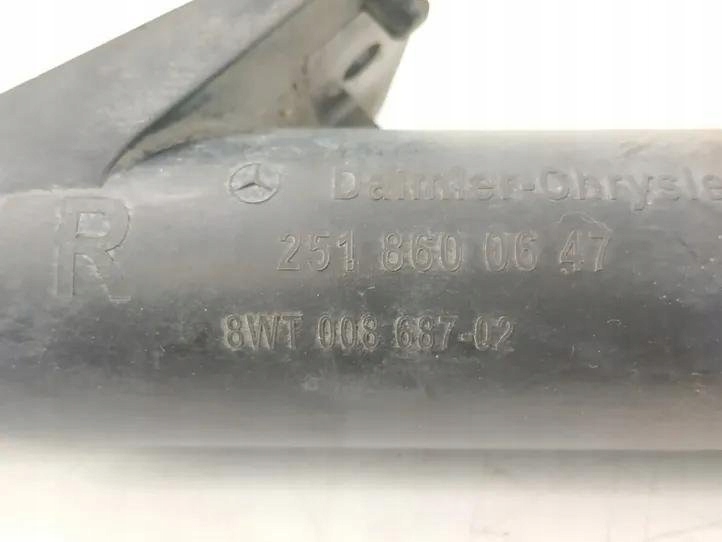 Daimler-Chrysle
R
251 860 06 47
8WT 008 687-02